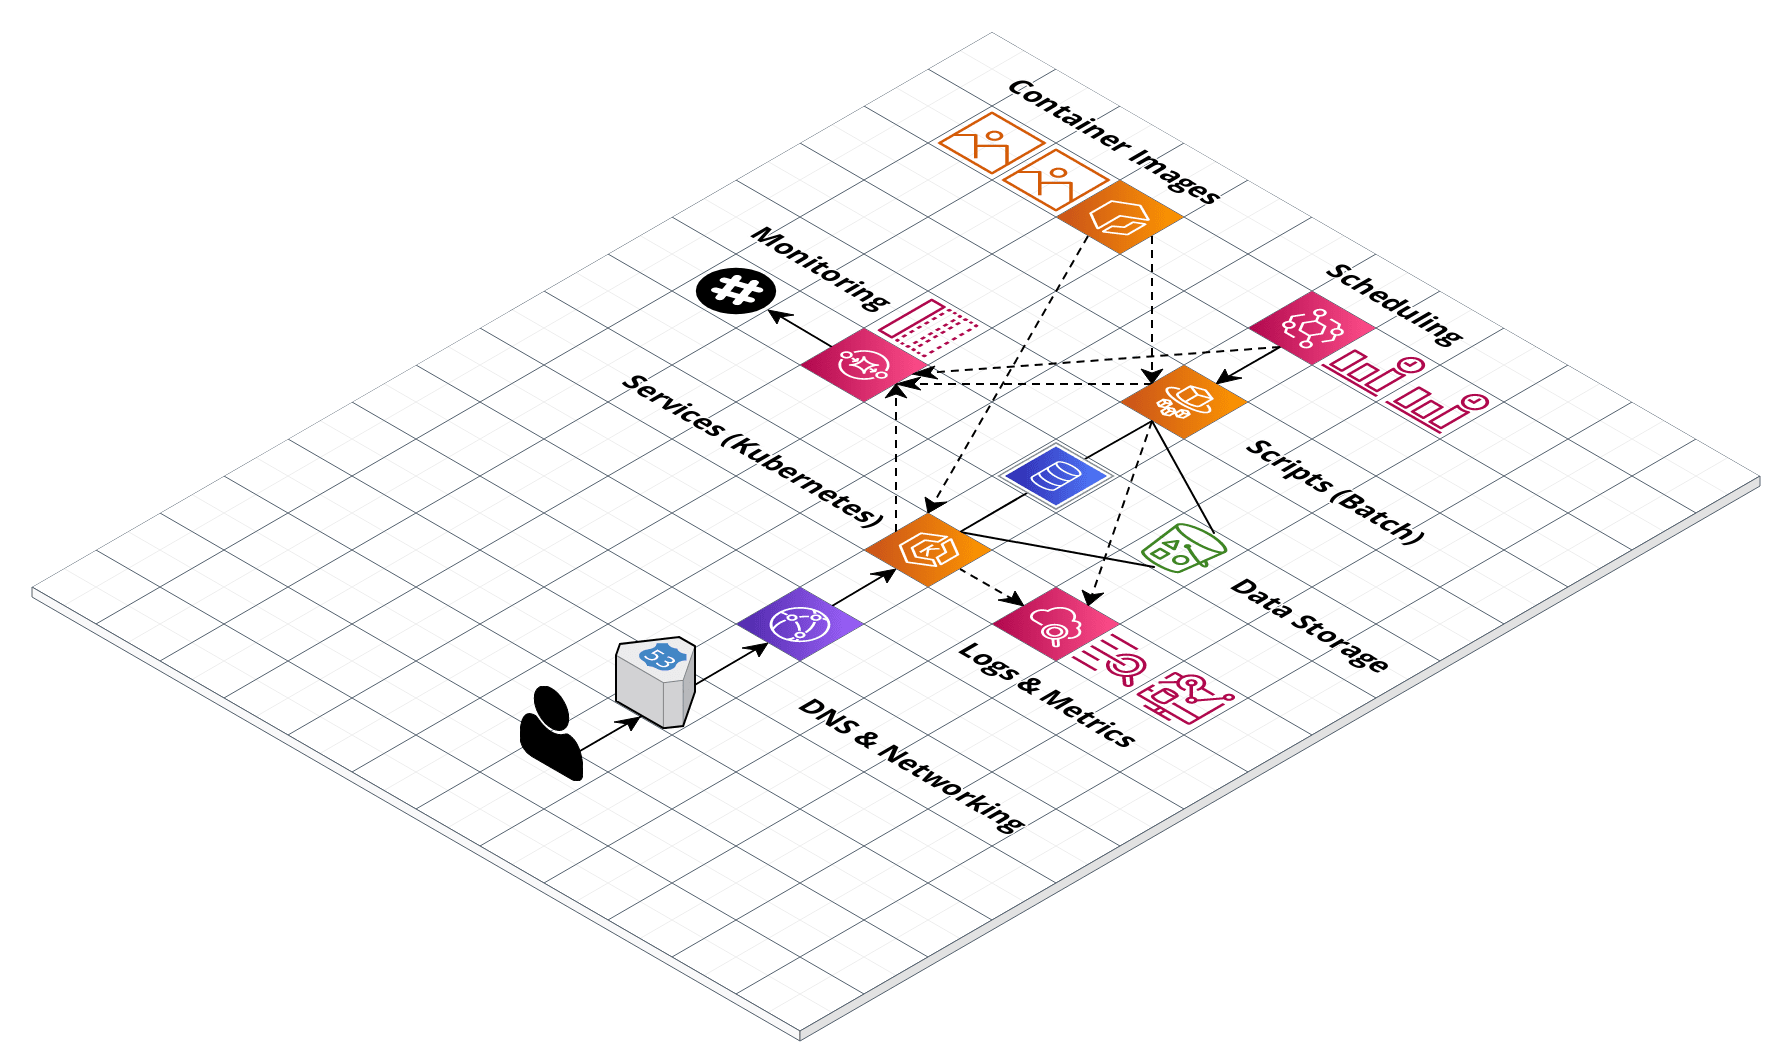 Container Images
Monitoring
Scheduling
Services (Kubernetes)
K
Scripts (Batch)
Data Storage
53
Logs & Metrics
DNS & Networking